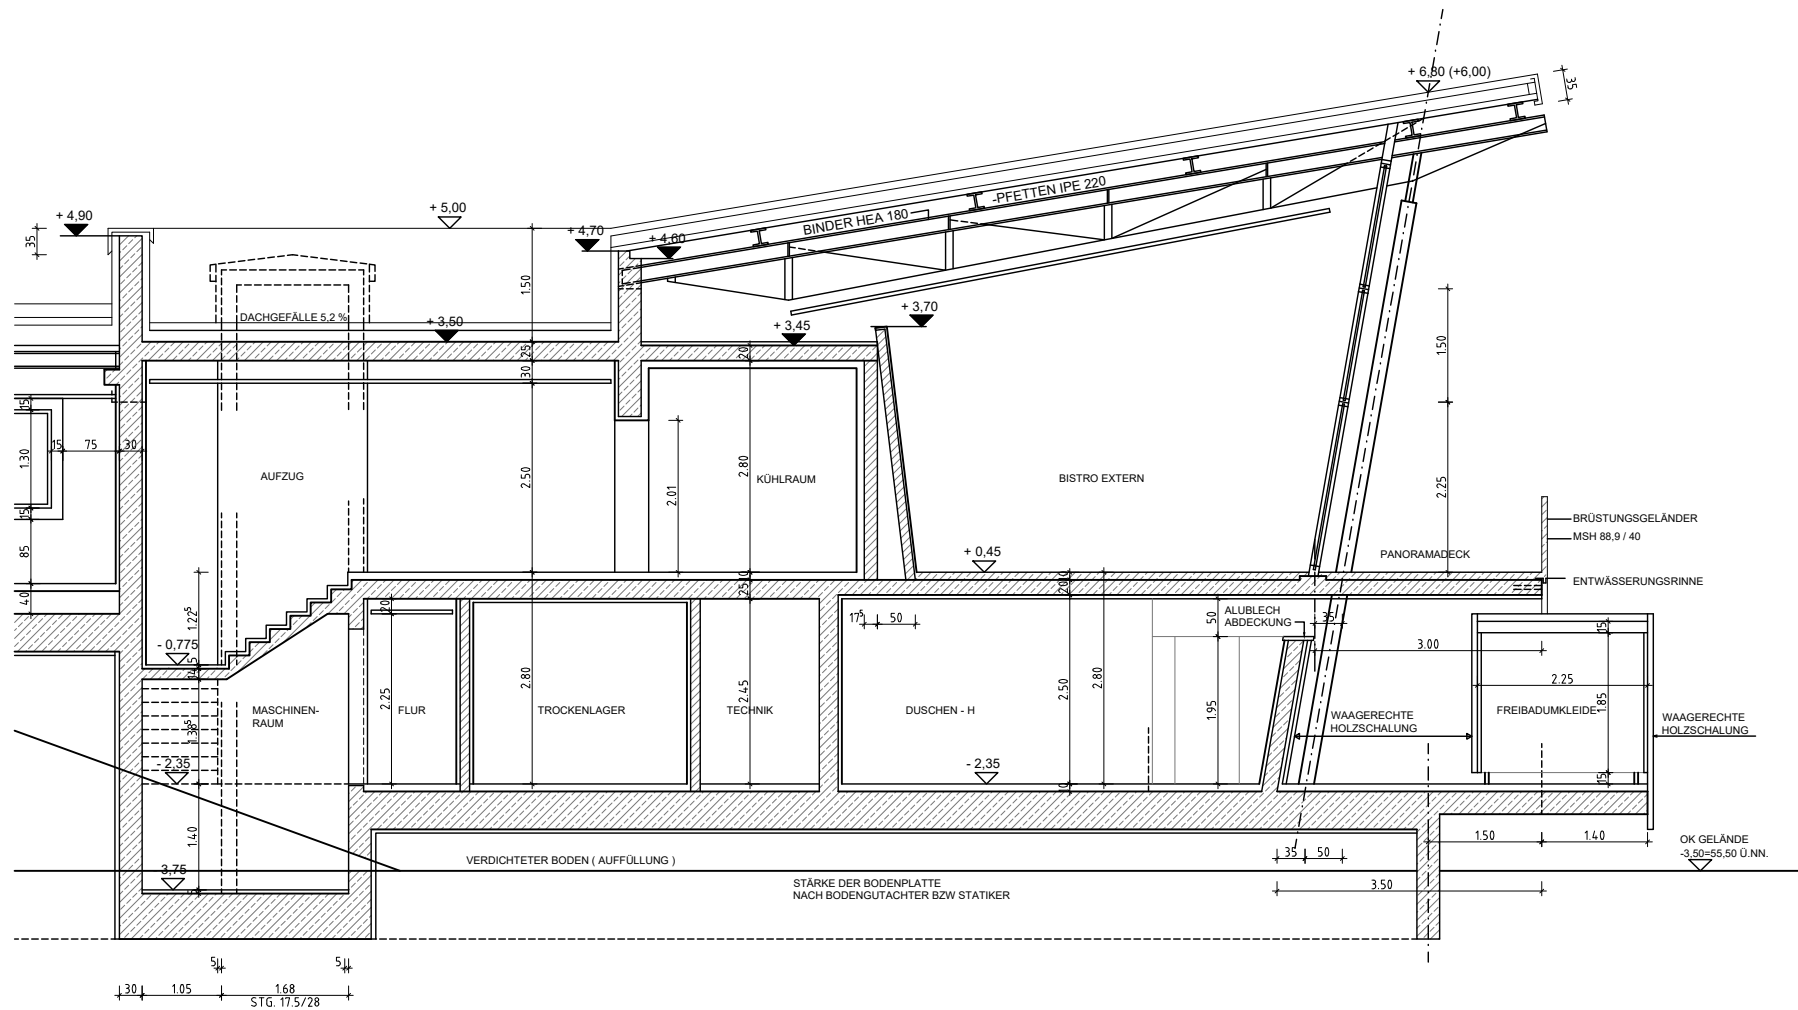 + 6,80 (+6,00)
35
+ 4,90
+ 5,00
+ 4,70
+ 4,60
35
BINDER HEA 180
-PFETTEN IPE 220
1.50
DACHGEFÄLLE 5,2 %
+ 3,50
+ 3,45
+ 3,70
25
20
30
1.50
15
1.30
15
75
30
15
85
40
AUFZUG
2.50
2.01
2.80
KÜHLRAUM
BISTRO EXTERN
2.25
BRÜSTUNGSGELÄNDER
MSH 88,9 / 40
PANORAMADECK
ENTWÄSSERUNGSRINNE
+ 0,45
10
25
10
20
1.22⁵
20
17⁵
50
50
ALUBLECH
ABDECKUNG
35
3.00
- 0,775
14.5
15
2.25
1.85
MASCHINEN-
RAUM
1.38⁵
FLUR
2.25
TROCKENLAGER
2.80
TECHNIK
2.45
DUSCHEN - H
2.50
2.80
1.95
WAAGERECHTE
HOLZSCHALUNG
FREIBADUMKLEIDE
WAAGERECHTE
HOLZSCHALUNG
- 2,35
- 2,35
10
15
1.40
1.50
1.40
OK GELÄNDE
-3,50=55,50 Ü.NN.
35
50
VERDICHTETER BODEN ( AUFFÜLLUNG )
3,75
5
STÄRKE DER BODENPLATTE
NACH BODENGUTACHTER BZW STATIKER
3.50
5
5
30
1.05
1.68
STG. 17.5/28